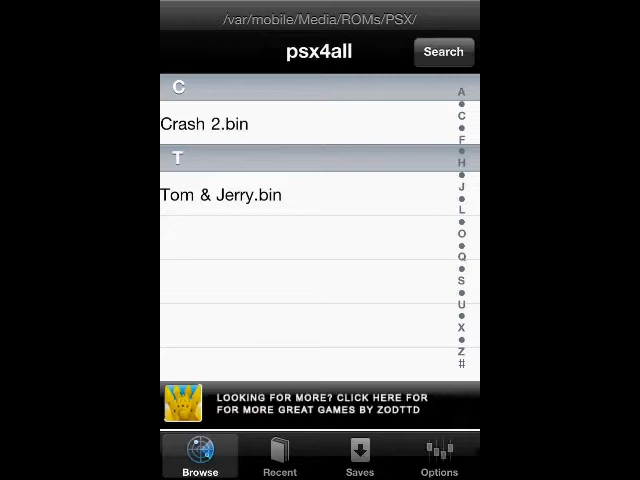 /var/mobile/Media/ROMs/PSX/
psx4all
Search
C
Crash 2.bin
T
Tom & Jerry.bin
A
C
F
H
J
L
O
Q
S
U
X
Z
#
LOOKING FOR MORE? CLICK HERE FOR
FOR MORE GREAT GAMES BY ZODTTD
Browse
Recent
Saves
Options